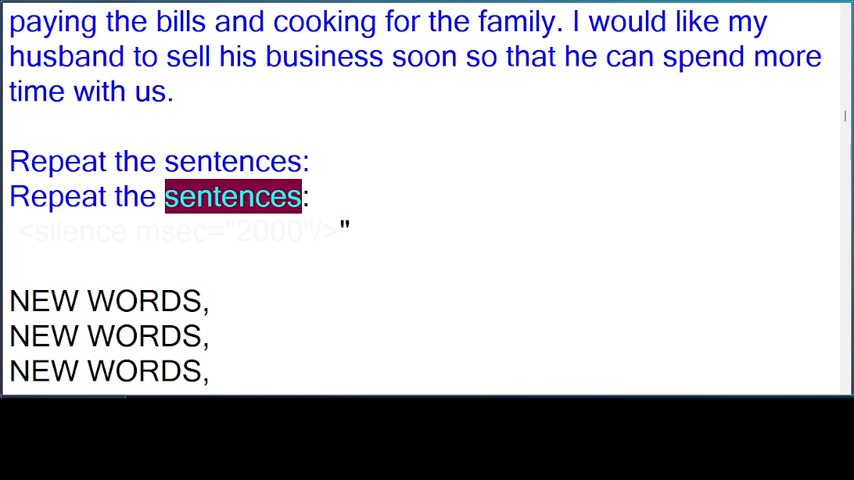 paying the bills and cooking for the family. I would like my
husband to sell his business soon so that he can spend more
time with us.
Repeat the sentences:
Repeat the sentences:
<silence msec="2000"/>"
NEW WORDS,
NEW WORDS,
NEW WORDS,